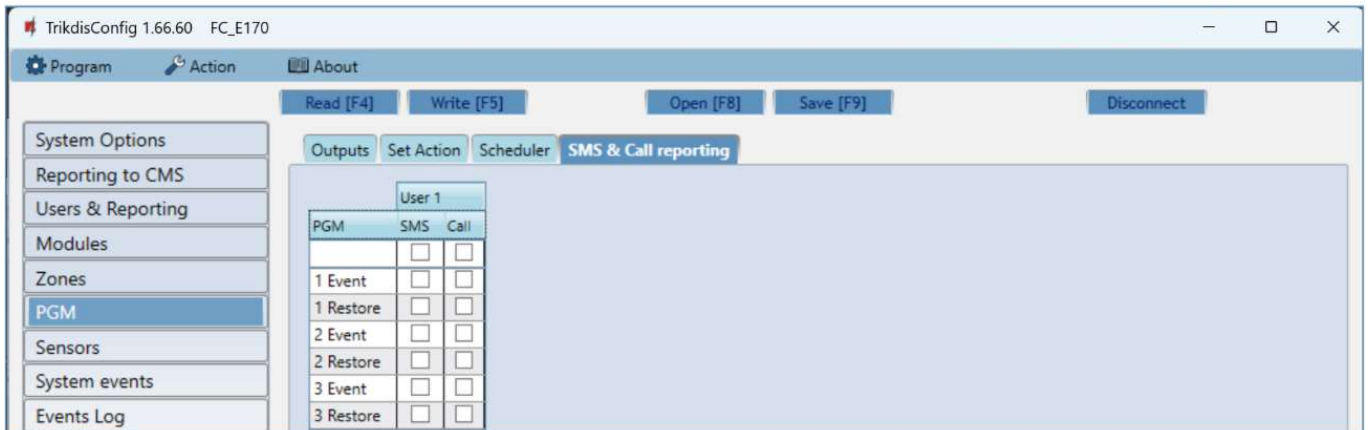 TrikdisConfig 1.66.60 FC_E170
Program Action About
Read [F4] Write [F5] Open [F8] Save [F9] Disconnect
System Options
Reporting to CMS
Users & Reporting
Modules
Zones
PGM
Sensors
System events
Events Log
Outputs Set Action Scheduler SMS & Call reporting
User 1
PGM SMS Call
1 Event
1 Restore
2 Event
2 Restore
3 Event
3 Restore